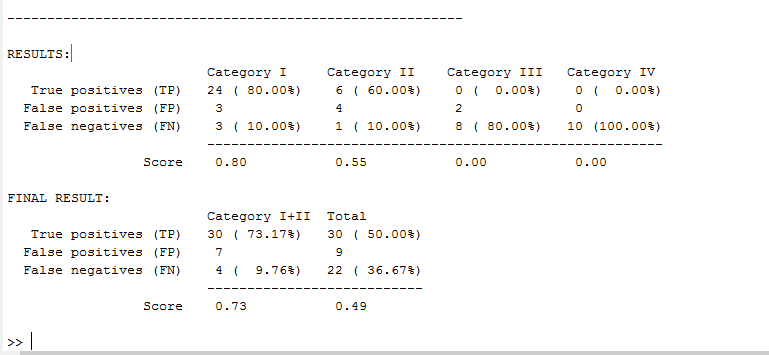 ---------------------------------------------------------
RESULTS:
                         Category I     Category II    Category III   Category IV
   True positives (TP)   24 ( 80.00%)    6 ( 60.00%)    0 (  0.00%)    0 (  0.00%)
  False positives (FP)    3              4              2              0
  False negatives (FN)    3 ( 10.00%)    1 ( 10.00%)    8 ( 80.00%)   10 (100.00%)
                         ---------------------------------------------------------
                 Score    0.80           0.55           0.00           0.00
FINAL RESULT:
                         Category I+II  Total
   True positives (TP)   30 ( 73.17%)   30 ( 50.00%)
  False positives (FP)    7              9
  False negatives (FN)    4 (  9.76%)   22 ( 36.67%)
                         ---------------------------
                 Score    0.73           0.49
>>